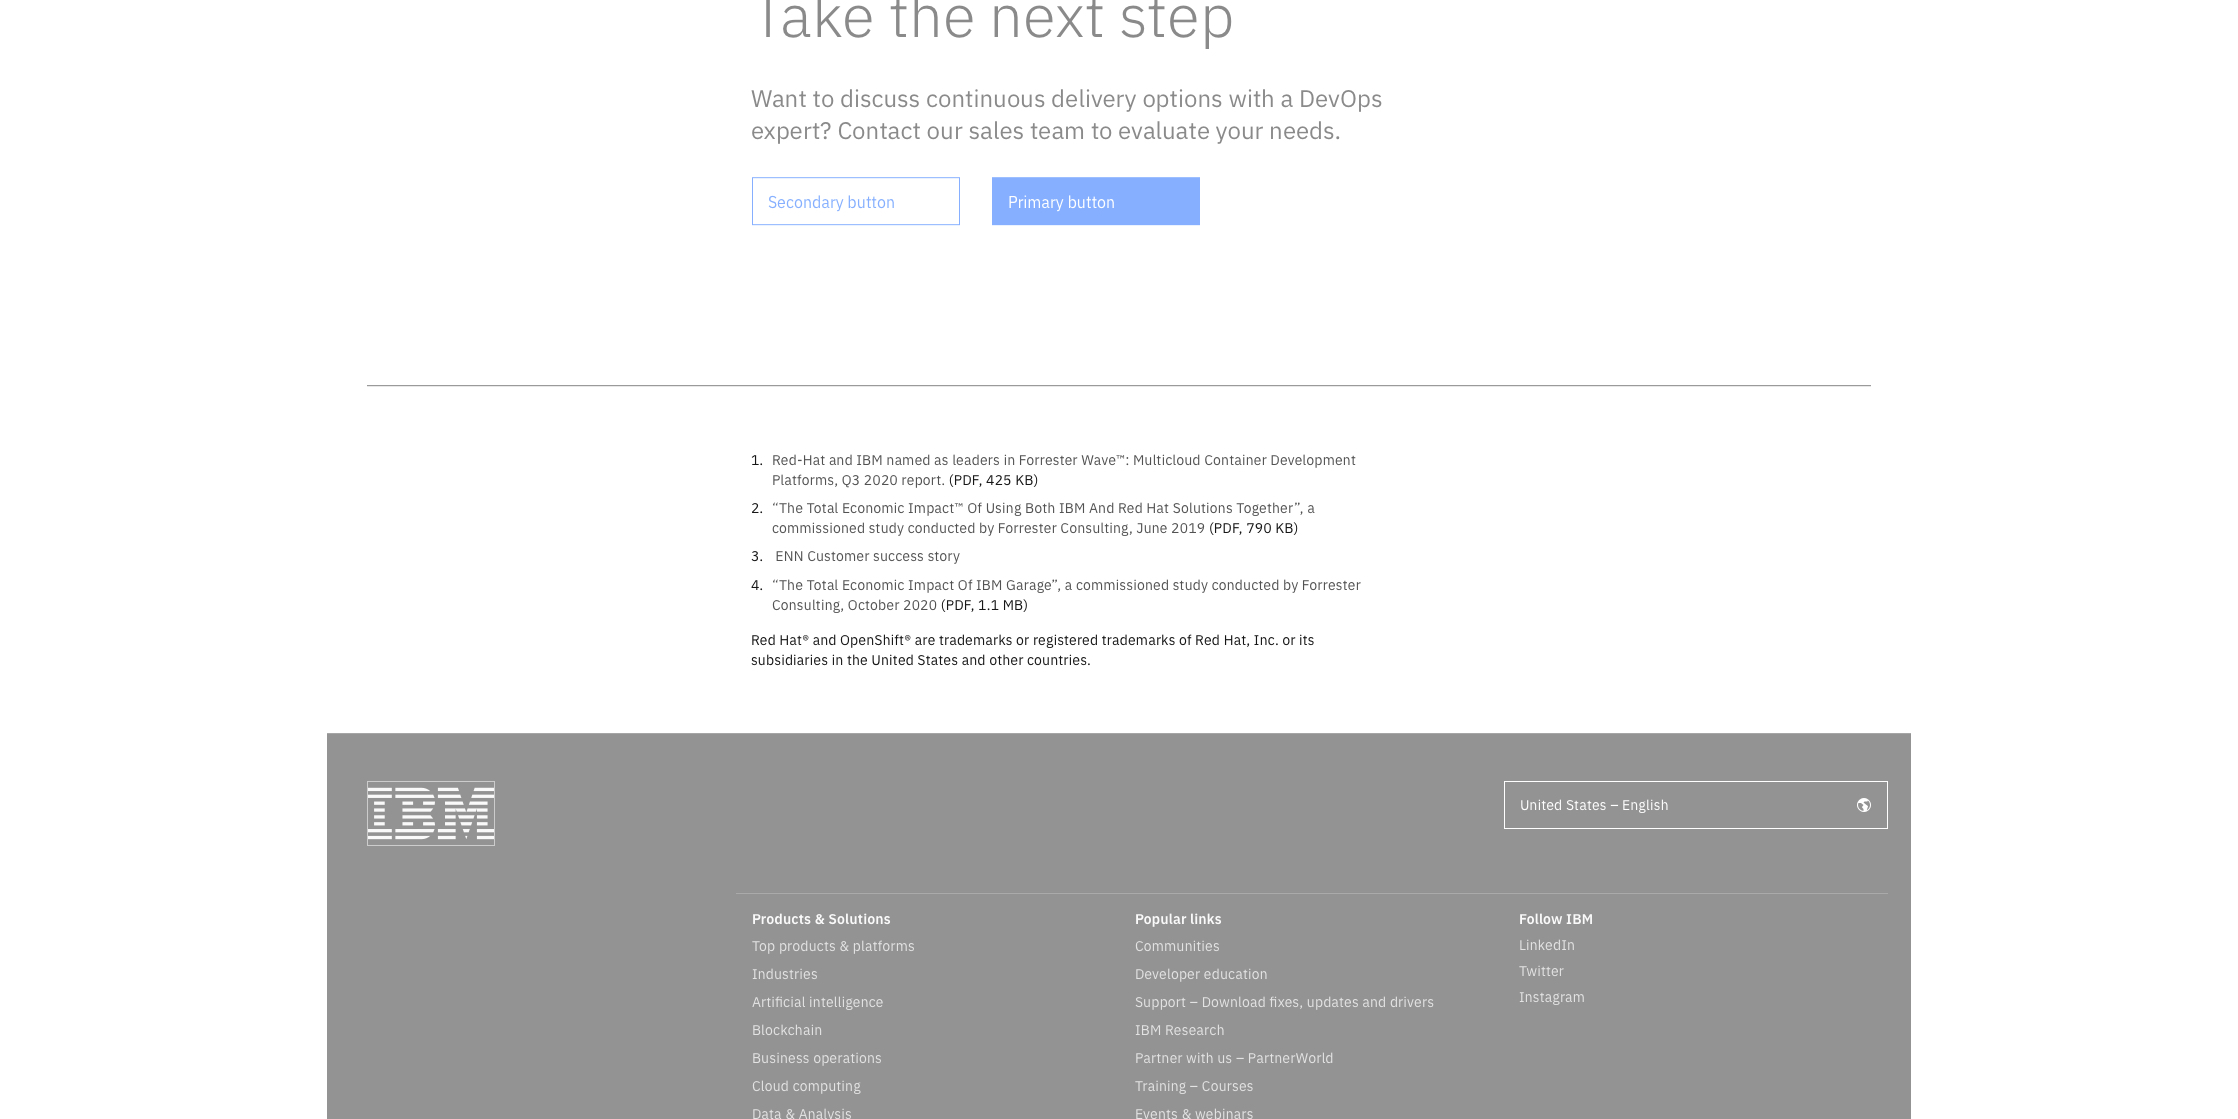 Take the next step
Want to discuss continuous delivery options with a DevOps
expert? Contact our sales team to evaluate your needs.
Secondary button
Primary button
1. Red-Hat and IBM named as leaders in Forrester Wave™: Multicloud Container Development
Platforms, Q3 2020 report. (PDF, 425 KB)
2. “The Total Economic Impact™ Of Using Both IBM And Red Hat Solutions Together”, a
commissioned study conducted by Forrester Consulting, June 2019 (PDF, 790 KB)
3. ENN Customer success story
4. “The Total Economic Impact Of IBM Garage”, a commissioned study conducted by Forrester
Consulting, October 2020 (PDF, 1.1 MB)
Red Hat® and OpenShift® are trademarks or registered trademarks of Red Hat, Inc. or its
subsidiaries in the United States and other countries.
IBM
United States – English
Products & Solutions
Top products & platforms
Industries
Artificial intelligence
Blockchain
Business operations
Cloud computing
Data & Analysis
Popular links
Communities
Developer education
Support – Download fixes, updates and drivers
IBM Research
Partner with us – PartnerWorld
Training – Courses
Events & webinars
Follow IBM
LinkedIn
Twitter
Instagram